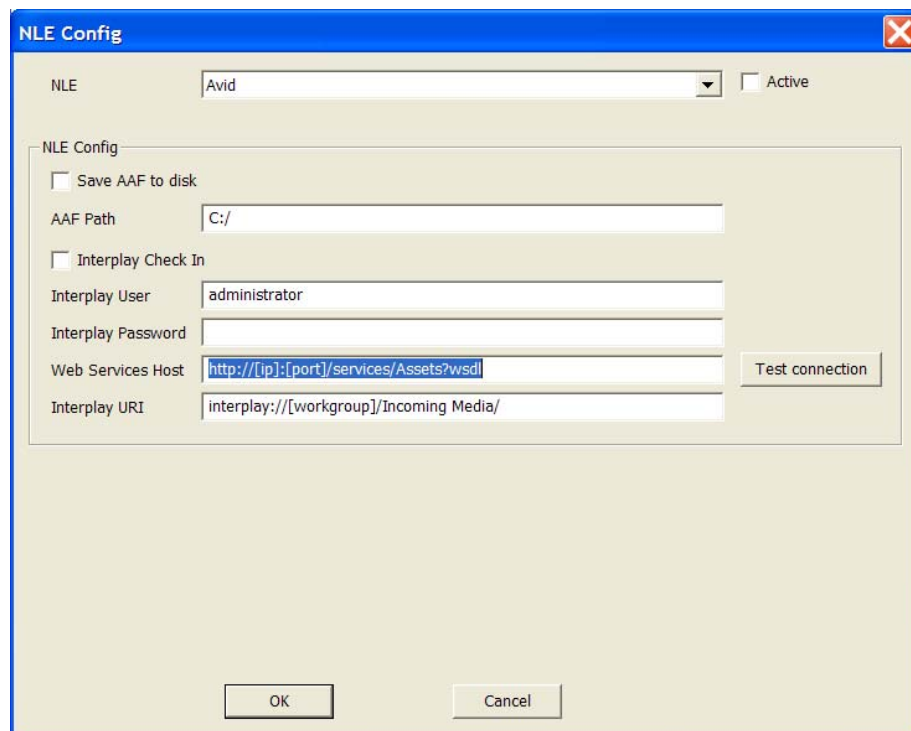 NLE Config
NLE Avid Active
NLE Config
Save AAF to disk
AAF Path C:/
Interplay Check In
Interplay User administrator
Interplay Password
Web Services Host http://[ip]:[port]/services/Assets?wsdl Test connection
Interplay URI interplay://[workgroup]/Incoming Media/
OK Cancel